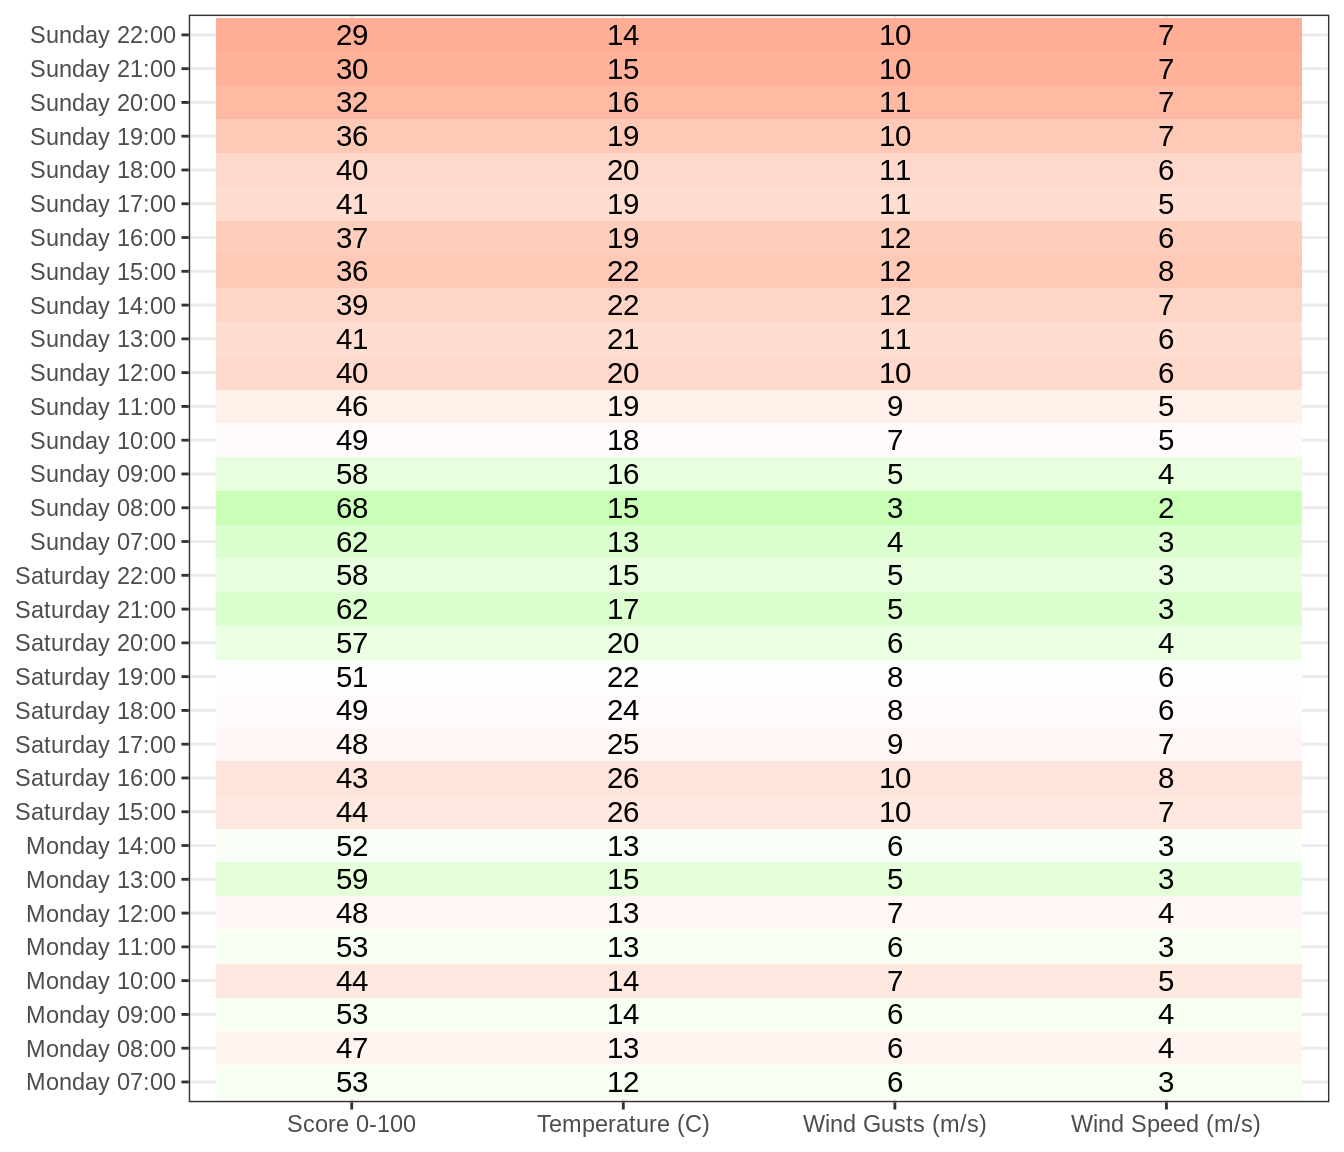 Sunday 22:00 29 14 10 7
Sunday 21:00 30 15 10 7
Sunday 20:00 32 16 11 7
Sunday 19:00 36 19 10 7
Sunday 18:00 40 20 11 6
Sunday 17:00 41 19 11 5
Sunday 16:00 37 19 12 6
Sunday 15:00 36 22 12 8
Sunday 14:00 39 22 12 7
Sunday 13:00 41 21 11 6
Sunday 12:00 40 20 10 6
Sunday 11:00 46 19 9 5
Sunday 10:00 49 18 7 5
Sunday 09:00 58 16 5 4
Sunday 08:00 68 15 3 2
Sunday 07:00 62 13 4 3
Saturday 22:00 58 15 5 3
Saturday 21:00 62 17 5 3
Saturday 20:00 57 20 6 4
Saturday 19:00 51 22 8 6
Saturday 18:00 49 24 8 6
Saturday 17:00 48 25 9 7
Saturday 16:00 43 26 10 8
Saturday 15:00 44 26 10 7
Monday 14:00 52 13 6 3
Monday 13:00 59 15 5 3
Monday 12:00 48 13 7 4
Monday 11:00 53 13 6 3
Monday 10:00 44 14 7 5
Monday 09:00 53 14 6 4
Monday 08:00 47 13 6 4
Monday 07:00 53 12 6 3
Score 0-100 Temperature (C) Wind Gusts (m/s) Wind Speed (m/s)